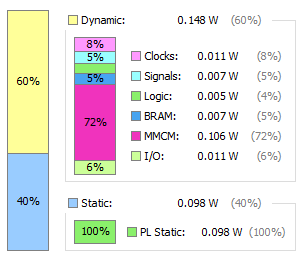 Dynamic: 0.148 W (60%)
8%
Clocks: 0.011 W (8%)
5%
Signals: 0.007 W (5%)
Logic: 0.005 W (4%)
5%
BRAM: 0.007 W (5%)
60%
72%
MMCM: 0.106 W (72%)
6%
I/O: 0.011 W (6%)
40%
Static: 0.098 W (40%)
100%
PL Static: 0.098 W (100%)